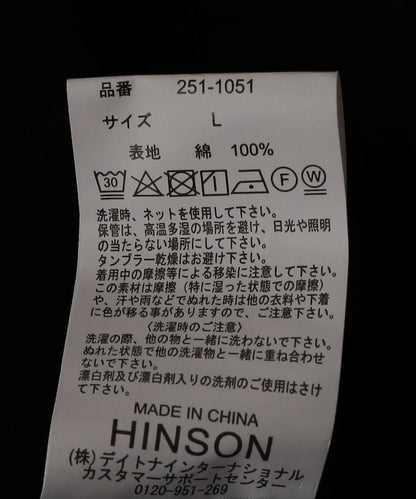 品番 251-1051
サイズ L
表地 綿 100%
30 F W
洗濯時、ネットを使用して下さい。
保管は、高温多湿の場所を避け、日光や照明
の当たらない場所にして下さい。
タンブラー乾燥はお避け下さい。
着用中の摩擦等による移染に注意して下さい。
この素材は摩擦（特に湿った状態での摩擦）
や、汗や雨などでぬれた時は他の衣料や下着
に色が移る事がありますので、ご注意下さい。
〈洗濯時のご注意〉
洗濯の際、他の物と一緒に洗わないで下さい。
ぬれた状態で他の洗濯物と一緒に重ね合わせ
ないで下さい。
漂白剤及び漂白剤入りの洗剤のご使用はさけ
て下さい。
MADE IN CHINA
HINSON
(株) デイトナインターナショナル
カスタマーサポートセンター
0120-951-269